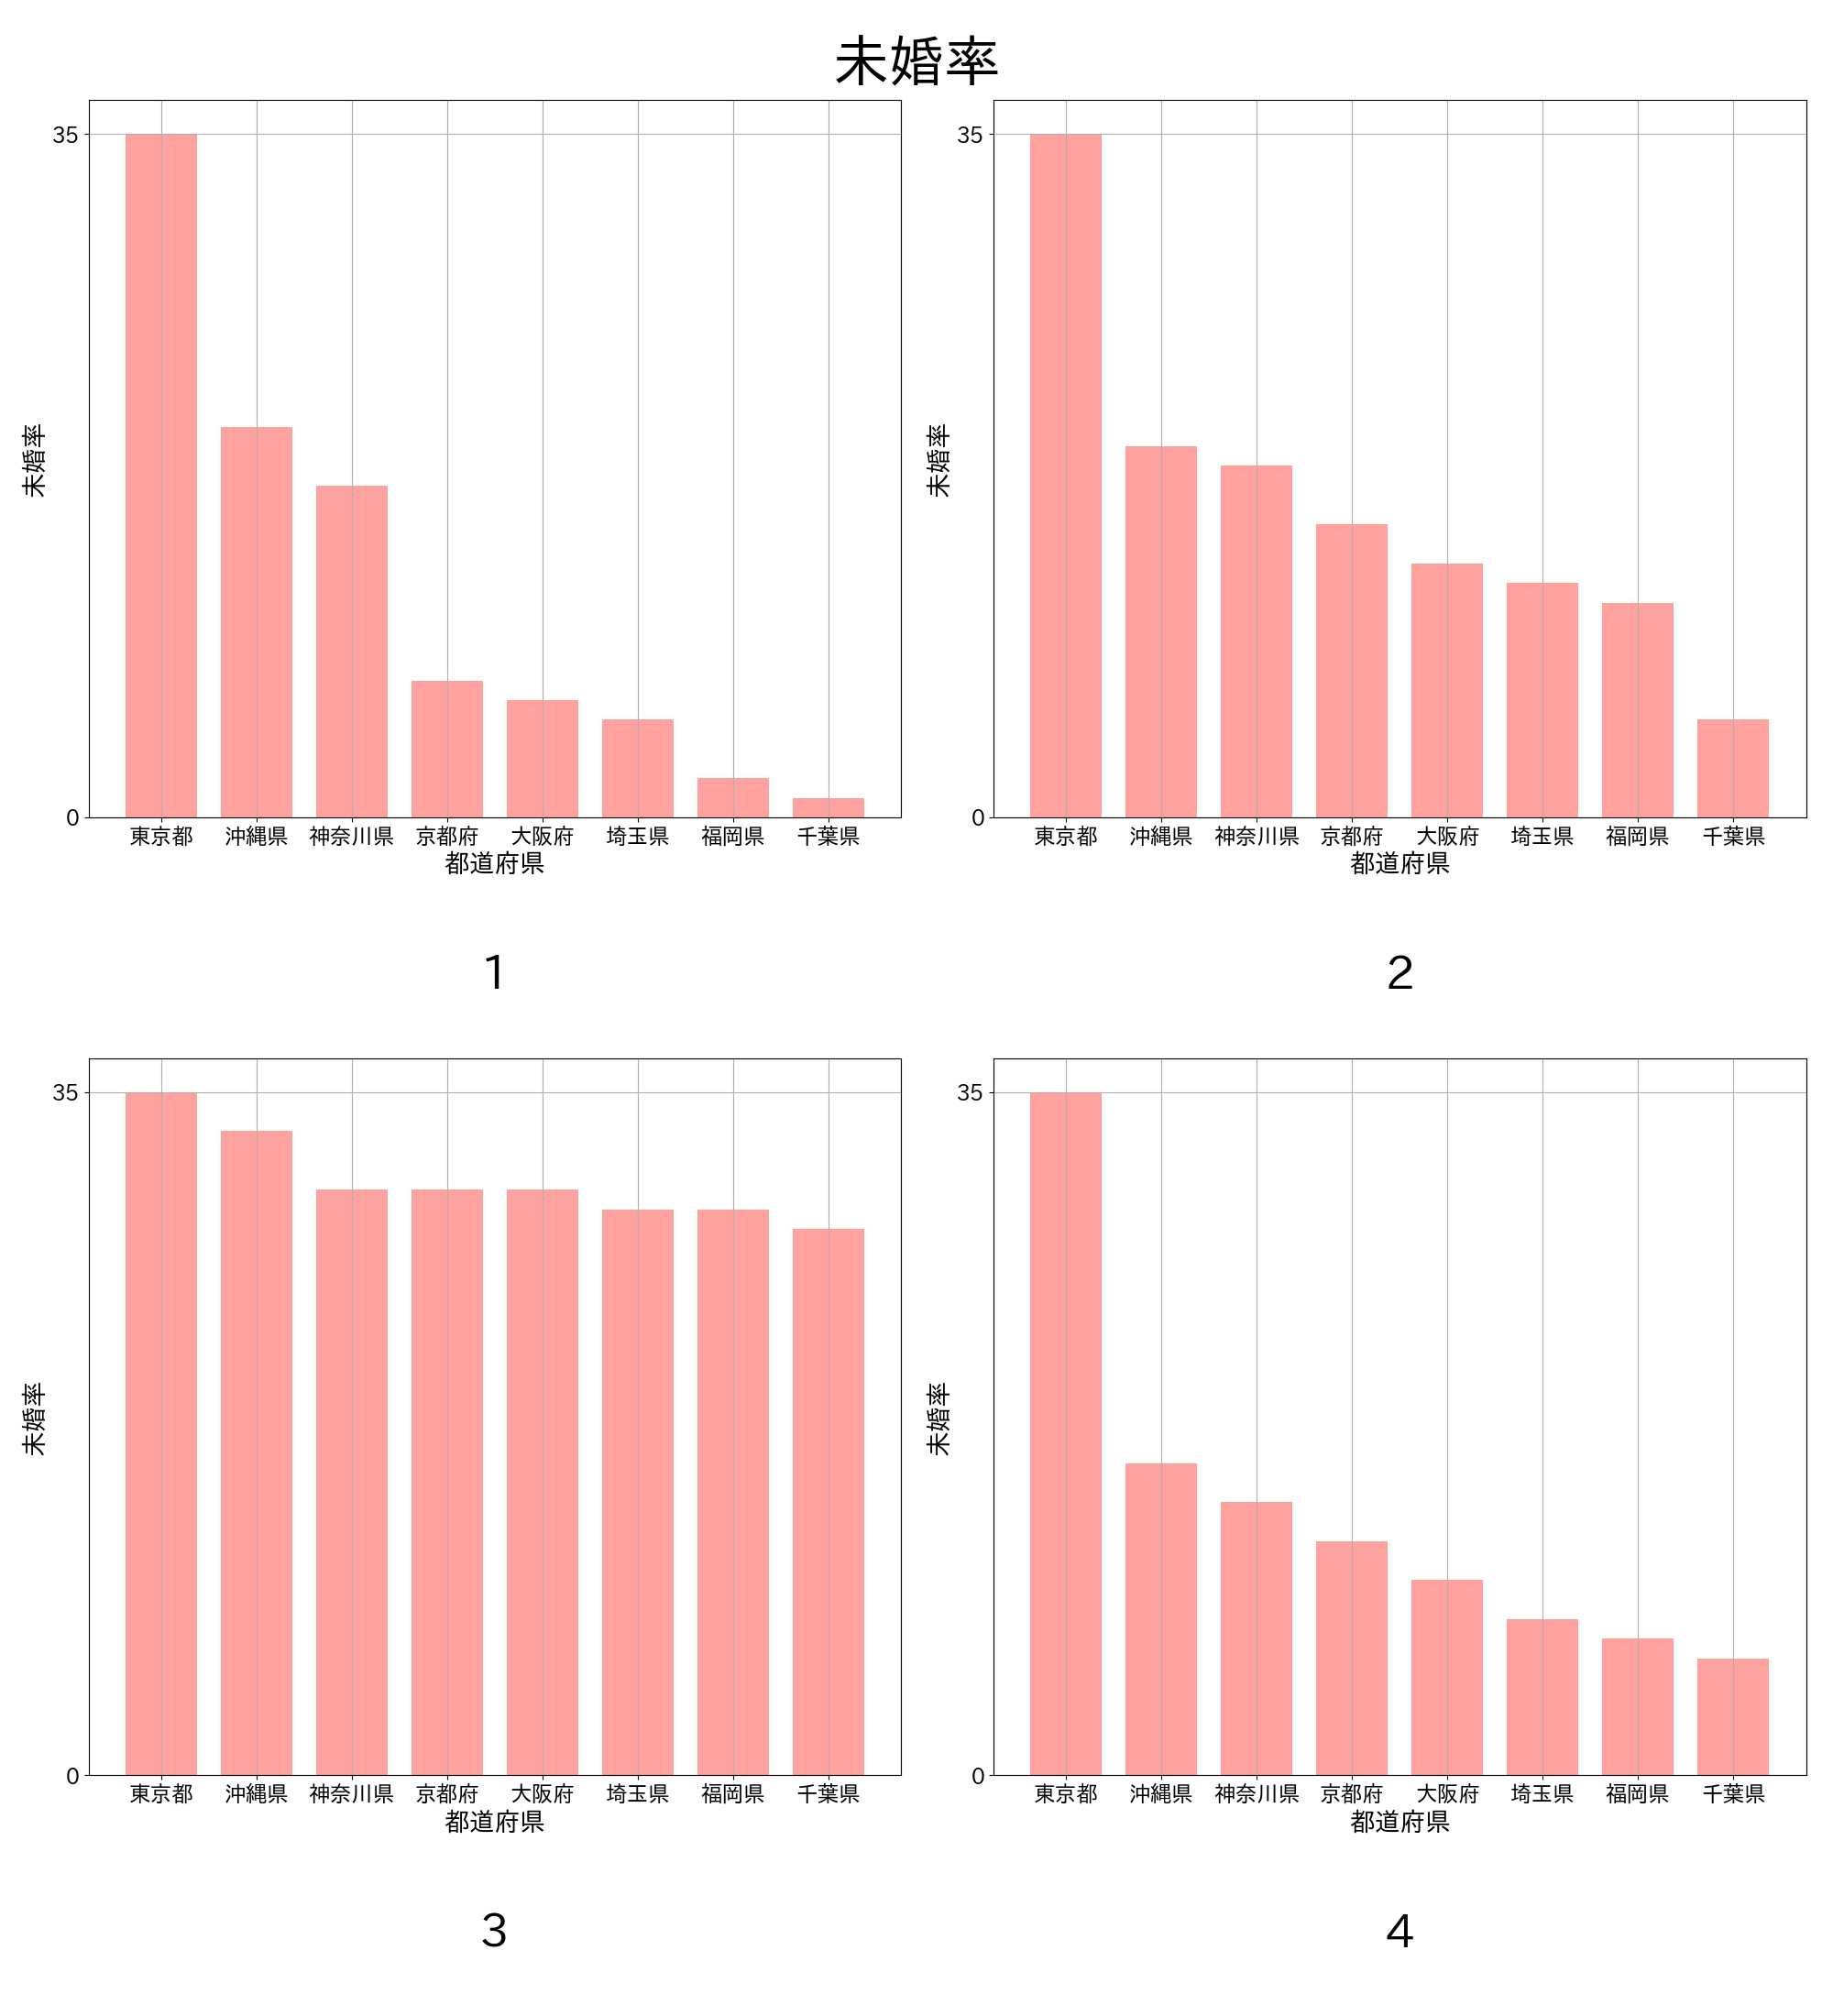 未婚率
35
未婚率
0
東京都 沖縄県 神奈川県 京都府 大阪府 埼玉県 福岡県 千葉県
都道府県
1
35
未婚率
0
東京都 沖縄県 神奈川県 京都府 大阪府 埼玉県 福岡県 千葉県
都道府県
2
35
未婚率
0
東京都 沖縄県 神奈川県 京都府 大阪府 埼玉県 福岡県 千葉県
都道府県
3
35
未婚率
0
東京都 沖縄県 神奈川県 京都府 大阪府 埼玉県 福岡県 千葉県
都道府県
4